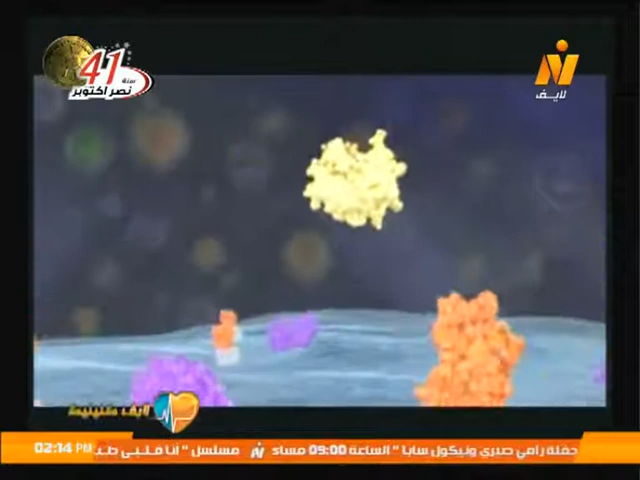 41
سنة
نصر اكتوبر
لايف
لايف كلينيك
02:14 PM
حفلة رامي صبري ونيكول سابا " الساعة 09:00 مساء
مسلسل " أنا قلبي